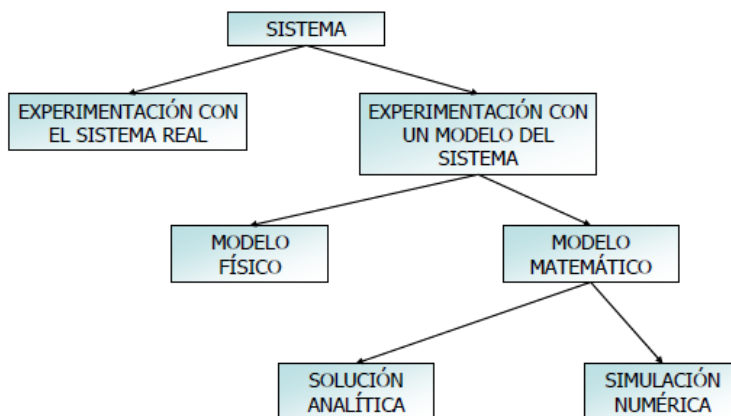 SISTEMA
EXPERIMENTACIÓN CON
EL SISTEMA REAL
EXPERIMENTACIÓN CON
UN MODELO DEL
SISTEMA
MODELO
FÍSICO
MODELO
MATEMÁTICO
SOLUCIÓN
ANALÍTICA
SIMULACIÓN
NUMÉRICA